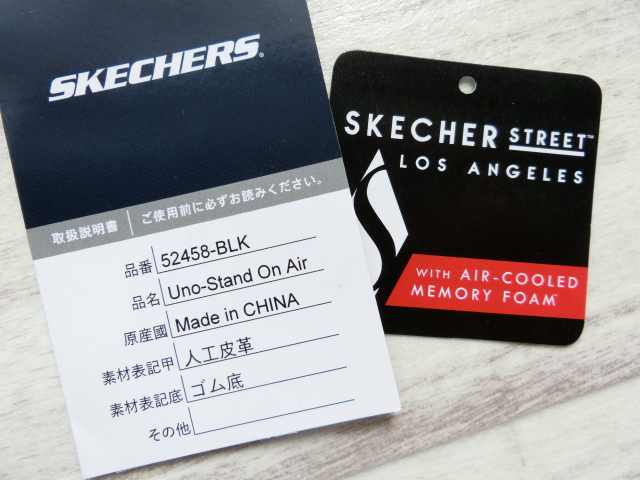 SKECHERS
取扱説明書 ご使用前に必ずお読みください。
品番 52458-BLK
品名 Uno-Stand On Air
原産國 Made in CHINA
素材表記甲 人工皮革
素材表記底 ゴム底
その他
SKECHER STREET™
LOS ANGELES
WITH AIR-COOLED
MEMORY FOAM™